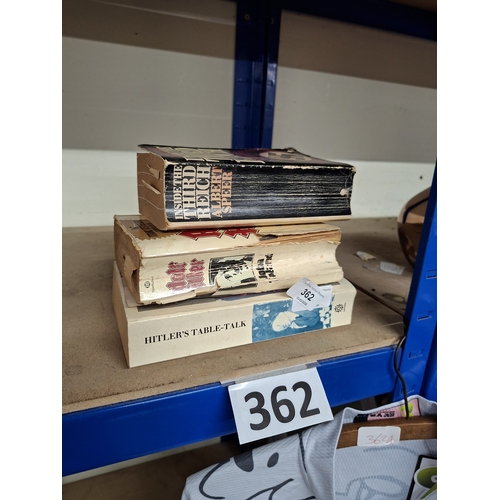 INSIDE THE
THIRD
REICH
ALBERT
SPEER
HITLER'S TABLE-TALK
362
362